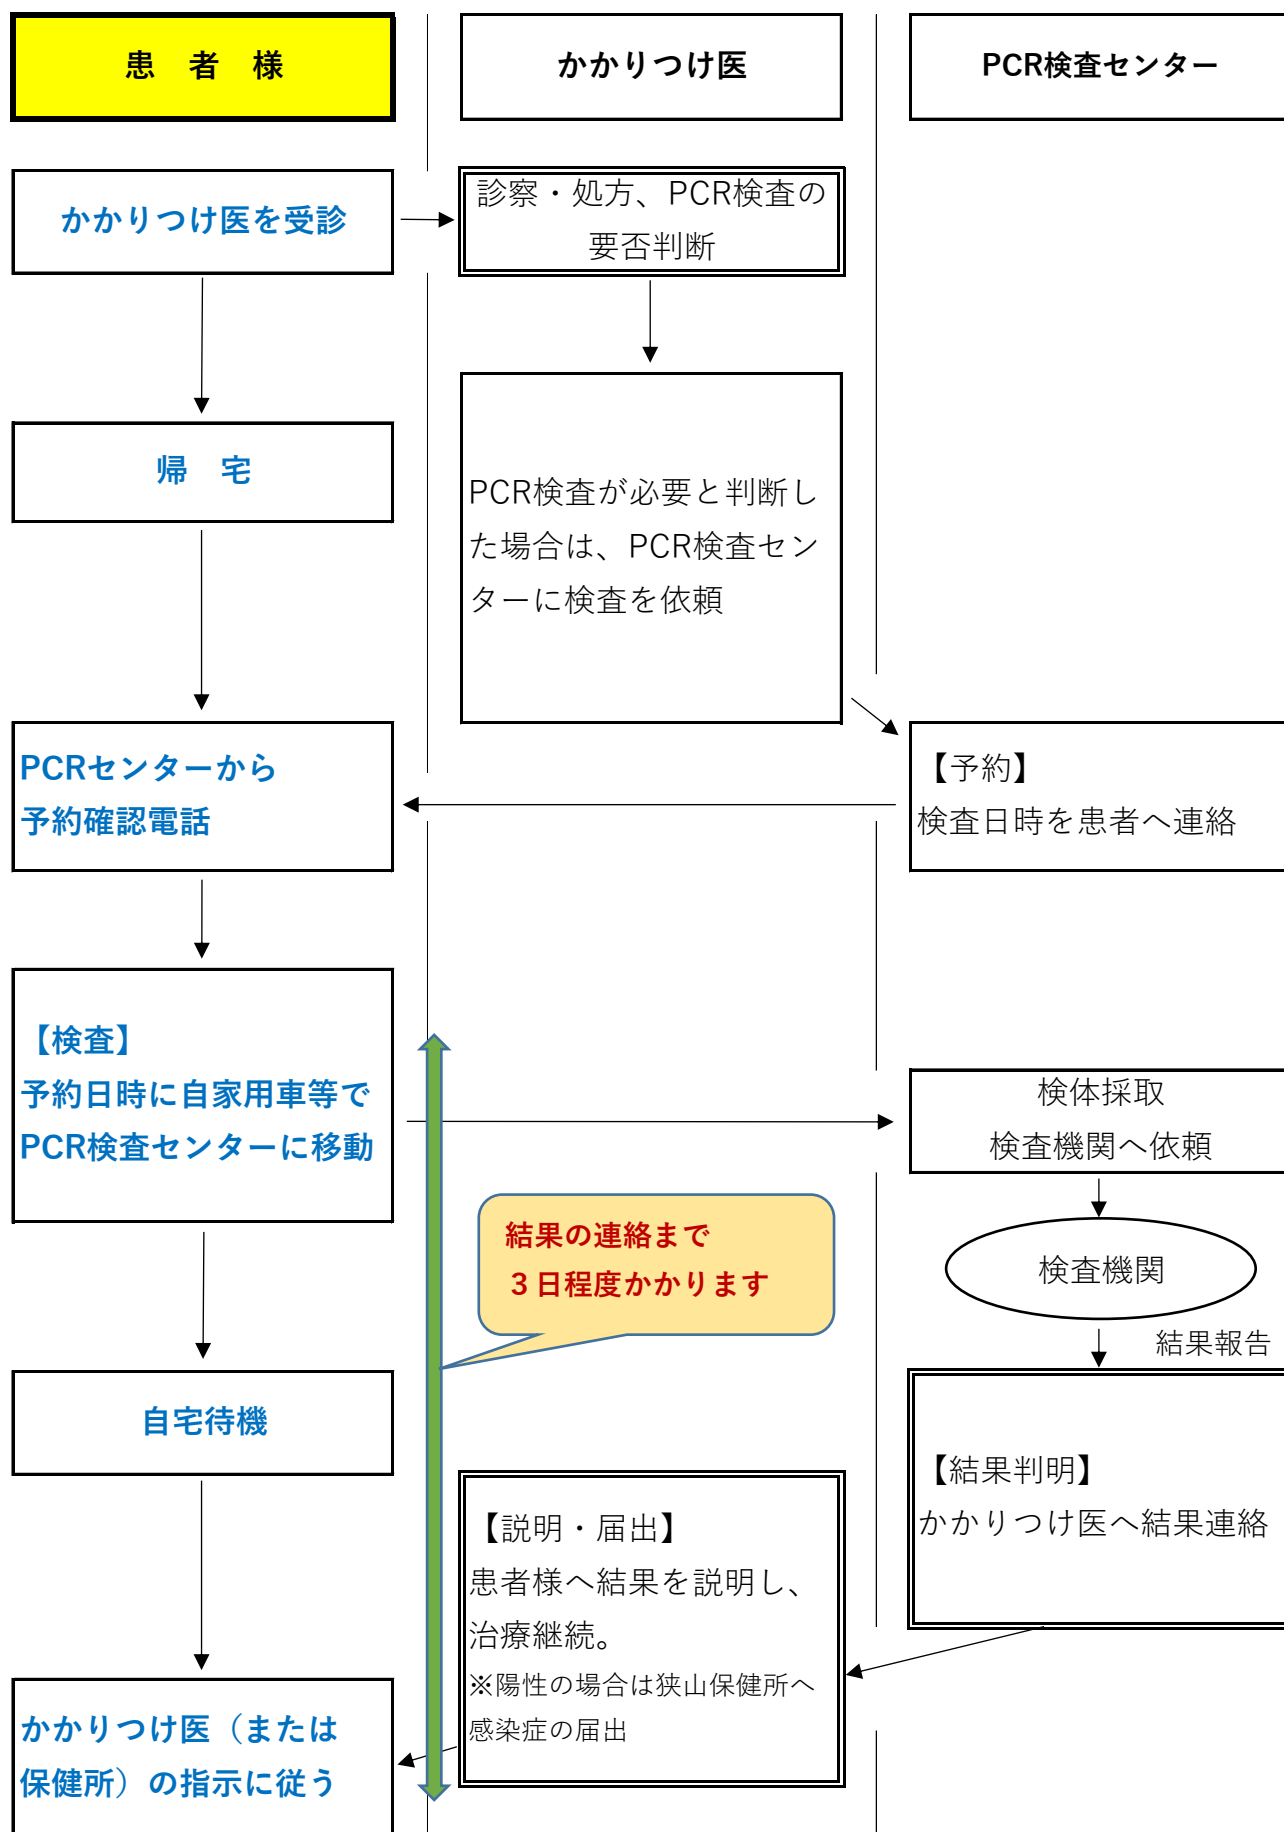 患　者　様
かかりつけ医
PCR検査センター
かかりつけ医を受診
診察・処方、PCR検査の
要否判断
帰　宅
PCR検査が必要と判断し
た場合は、PCR検査セン
ターに検査を依頼
PCRセンターから
予約確認電話
【予約】
検査日時を患者へ連絡
【検査】
予約日時に自家用車等で
PCR検査センターに移動
検体採取
検査機関へ依頼
結果の連絡まで
３日程度かかります
検査機関
結果報告
自宅待機
【結果判明】
かかりつけ医へ結果連絡
【説明・届出】
患者様へ結果を説明し、
治療継続。
※陽性の場合は狭山保健所へ
感染症の届出
かかりつけ医（または
保健所）の指示に従う